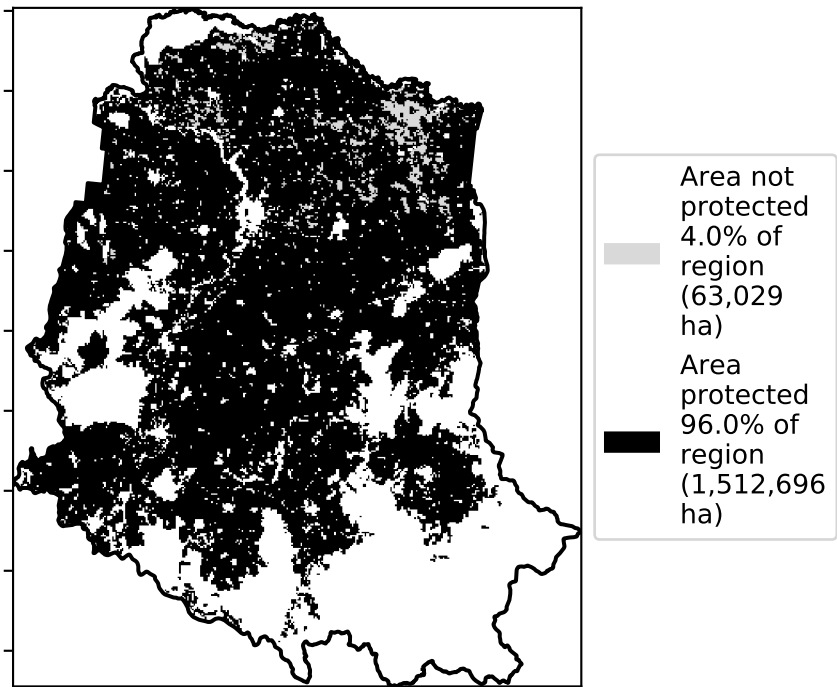 Area not
protected
4.0% of
region
(63,029
ha)
Area
protected
96.0% of
region
(1,512,696
ha)